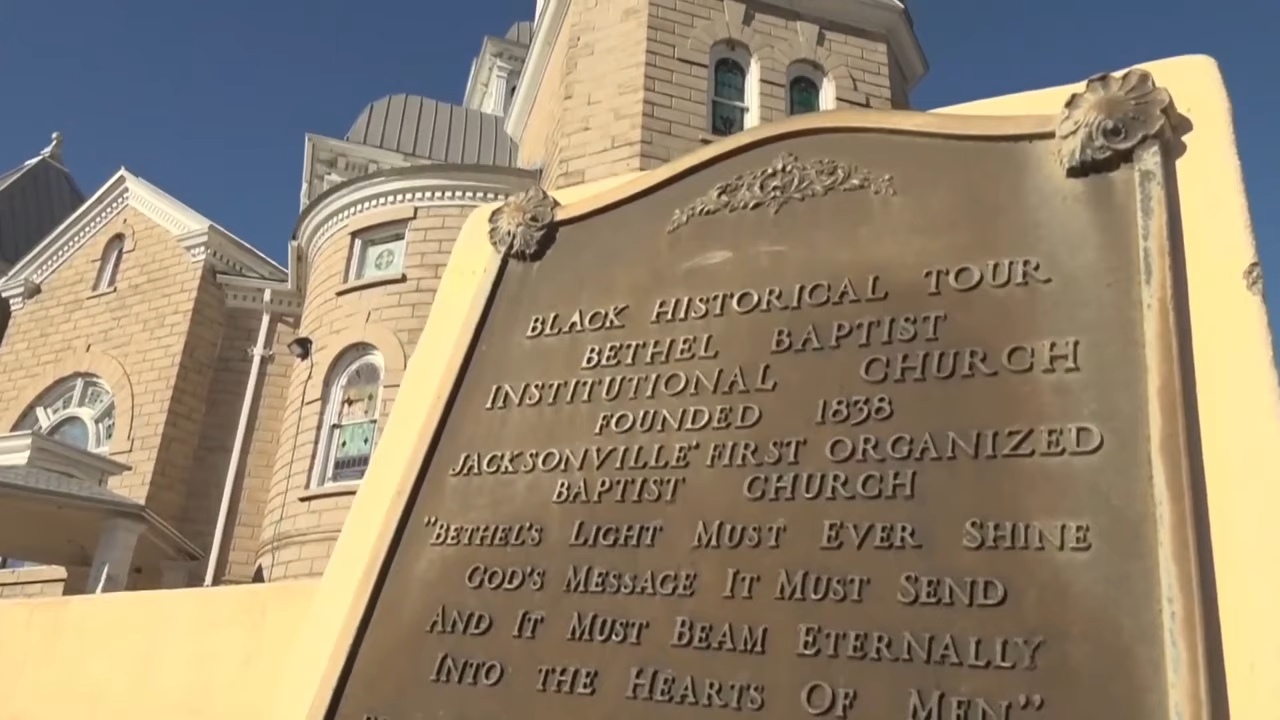 BLACK HISTORICAL TOUR
BETHEL BAPTIST
INSTITUTIONAL CHURCH
FOUNDED 1838
JACKSONVILLE' FIRST ORGANIZED
BAPTIST CHURCH
"BETHEL'S LIGHT MUST EVER SHINE
GOD'S MESSAGE IT MUST SEND
AND IT MUST BEAM ETERNALLY
INTO THE HEARTS OF MEN"